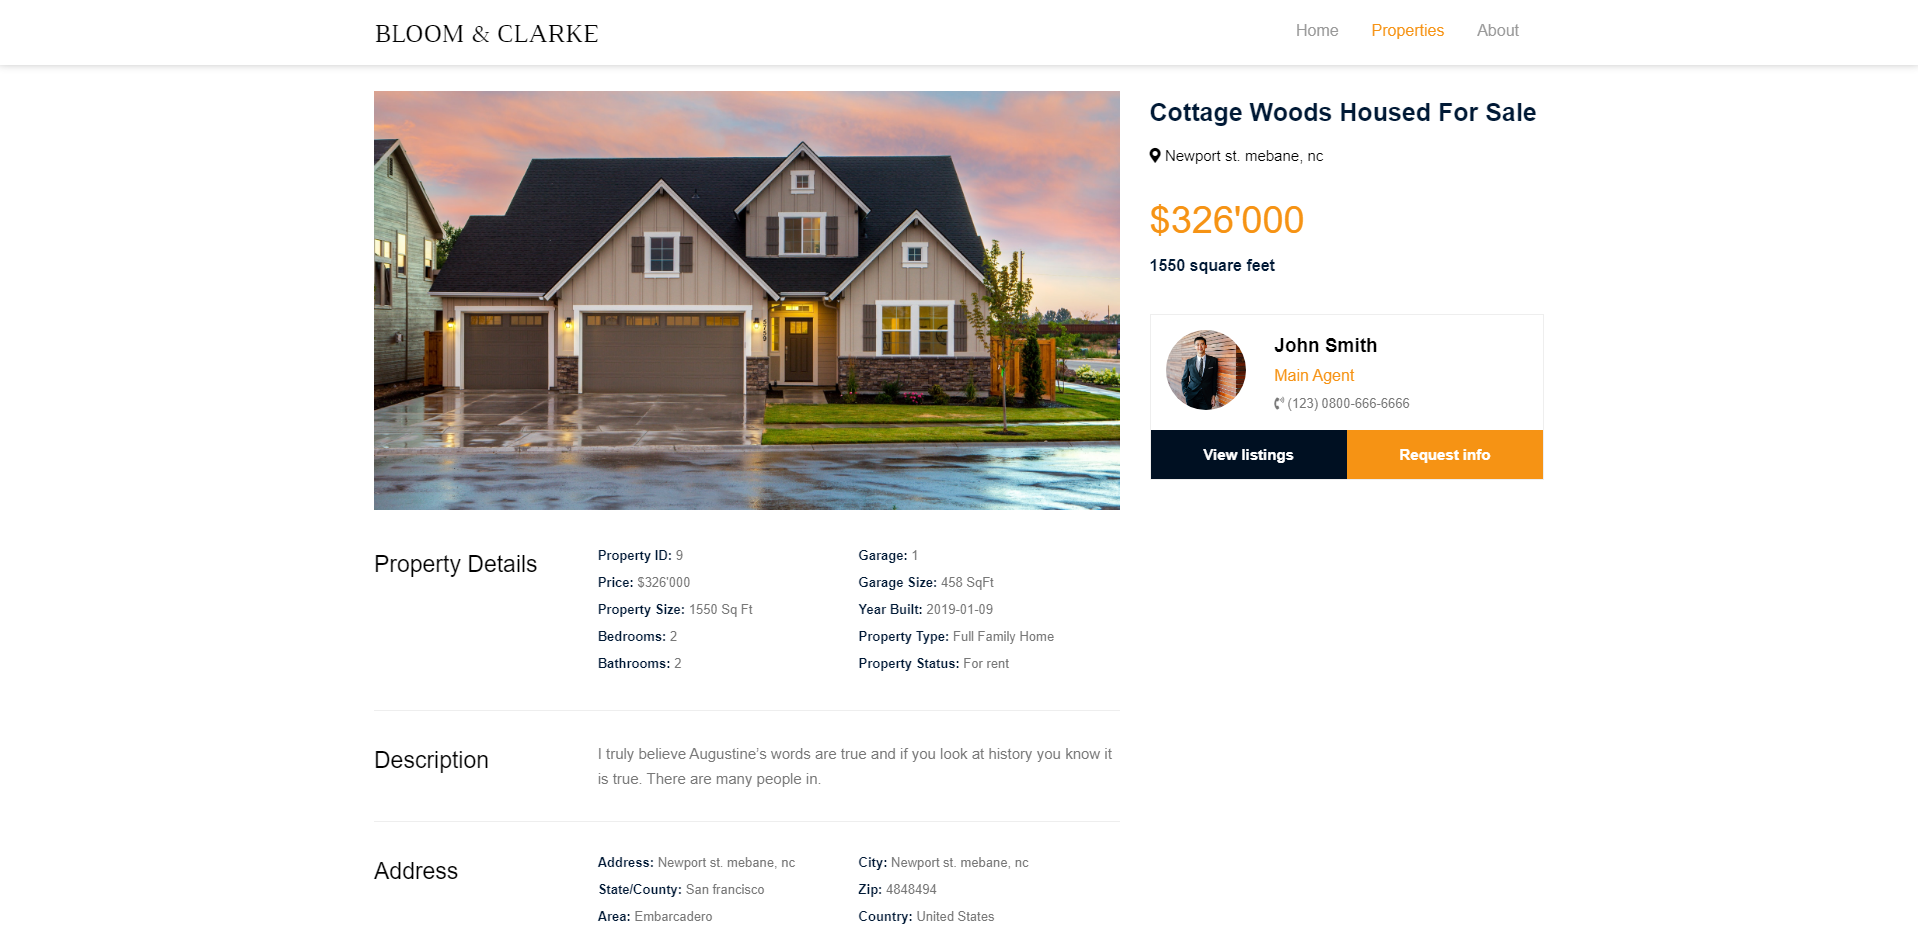 BLOOM & CLARKE
Home Properties About
Cottage Woods Housed For Sale
Newport st. mebane, nc
$326'000
1550 square feet
John Smith
Main Agent
(123) 0800-666-6666
View listings Request info
Property Details
Property ID: 9
Price: $326'000
Property Size: 1550 Sq Ft
Bedrooms: 2
Bathrooms: 2
Garage: 1
Garage Size: 458 SqFt
Year Built: 2019-01-09
Property Type: Full Family Home
Property Status: For rent
Description
I truly believe Augustine’s words are true and if you look at history you know it
is true. There are many people in.
Address
Address: Newport st. mebane, nc
State/County: San francisco
Area: Embarcadero
City: Newport st. mebane, nc
Zip: 4848494
Country: United States